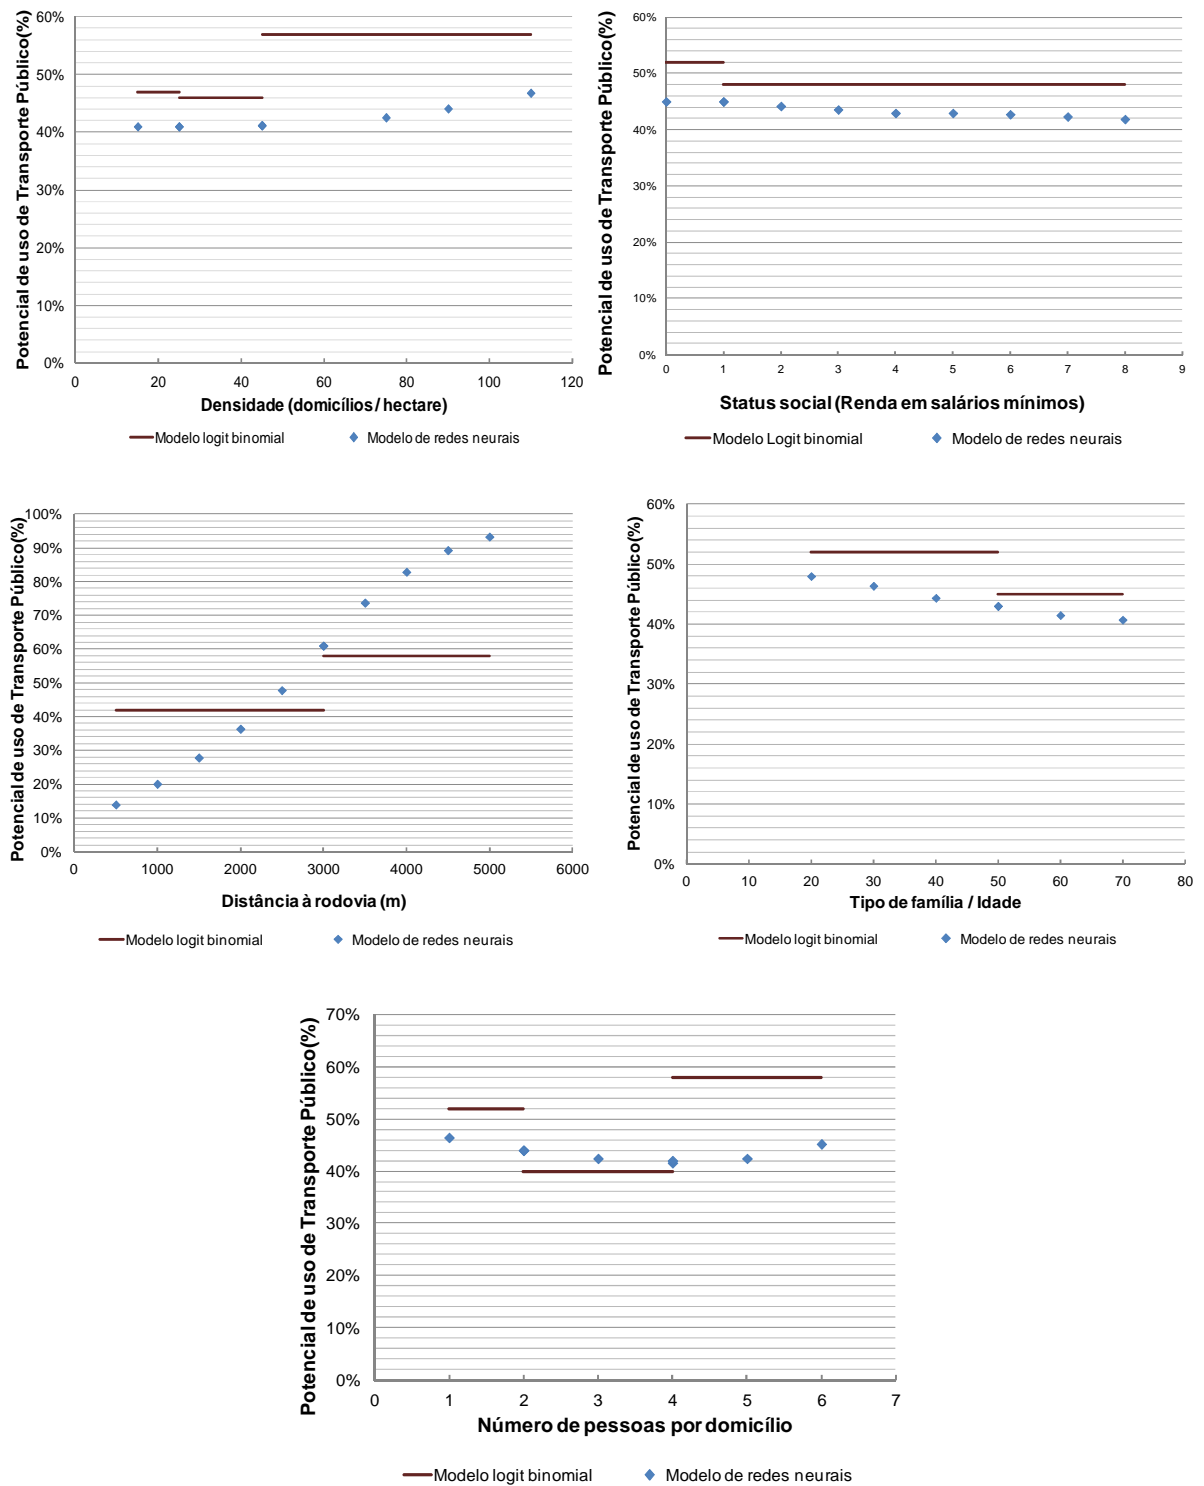 60%
50%
40%
30%
20%
10%
0%
Potencial de uso de Transporte Público(%)
0 20 40 60 80 100 120
Densidade (domicílios / hectare)
Modelo logit binomial Modelo de redes neurais
60%
50%
40%
30%
20%
10%
0%
Potencial de uso de Transporte Público(%)
0 1 2 3 4 5 6 7 8 9
Status social (Renda em salários mínimos)
Modelo Logit binomial Modelo de redes neurais
100%
90%
80%
70%
60%
50%
40%
30%
20%
10%
0%
Potencial de uso de Transporte Público(%)
0 1000 2000 3000 4000 5000 6000
Distância à rodovia (m)
Modelo logit binomial Modelo de redes neurais
60%
50%
40%
30%
20%
10%
0%
Potencial de uso de Transporte Público(%)
0 10 20 30 40 50 60 70 80
Tipo de família / Idade
Modelo logit binomial Modelo de redes neurais
70%
60%
50%
40%
30%
20%
10%
0%
Potencial de uso de Transporte Público(%)
0 1 2 3 4 5 6 7
Número de pessoas por domicílio
Modelo logit binomial Modelo de redes neurais